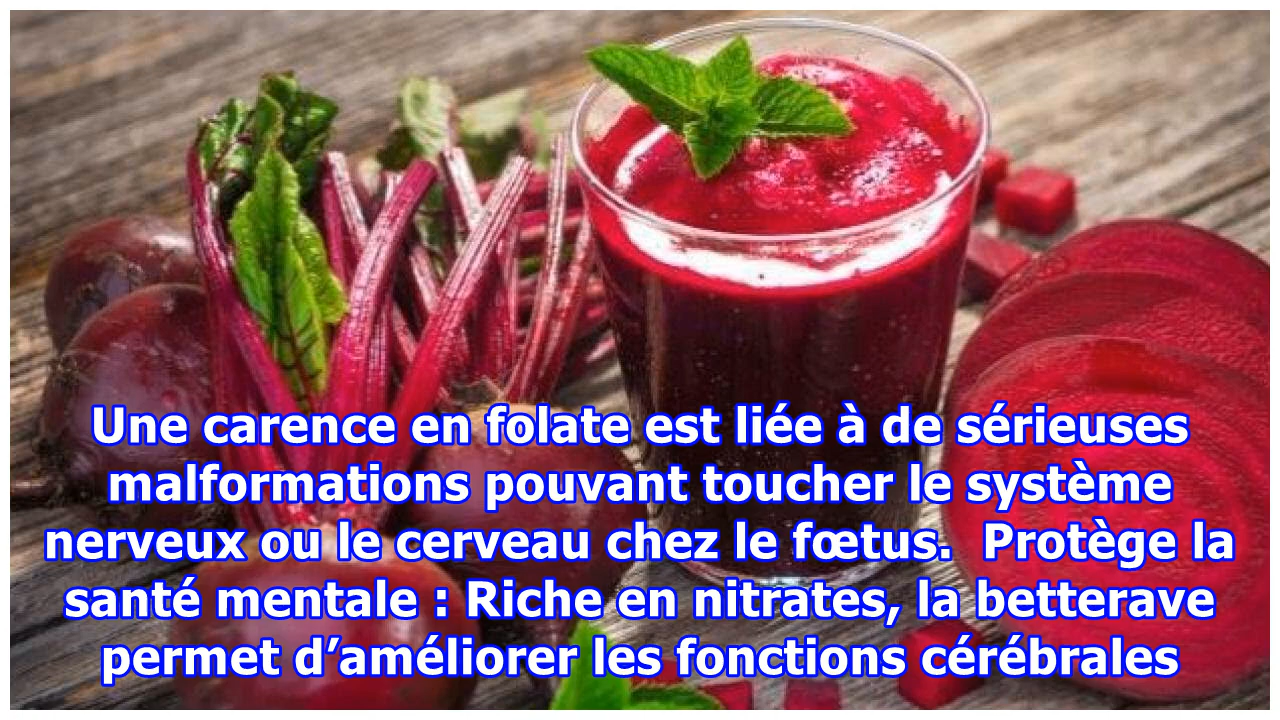 Une carence en folate est liée à de sérieuses
malformations pouvant toucher le système
nerveux ou le cerveau chez le fœtus.  Protège la
santé mentale : Riche en nitrates, la betterave
permet d’améliorer les fonctions cérébrales